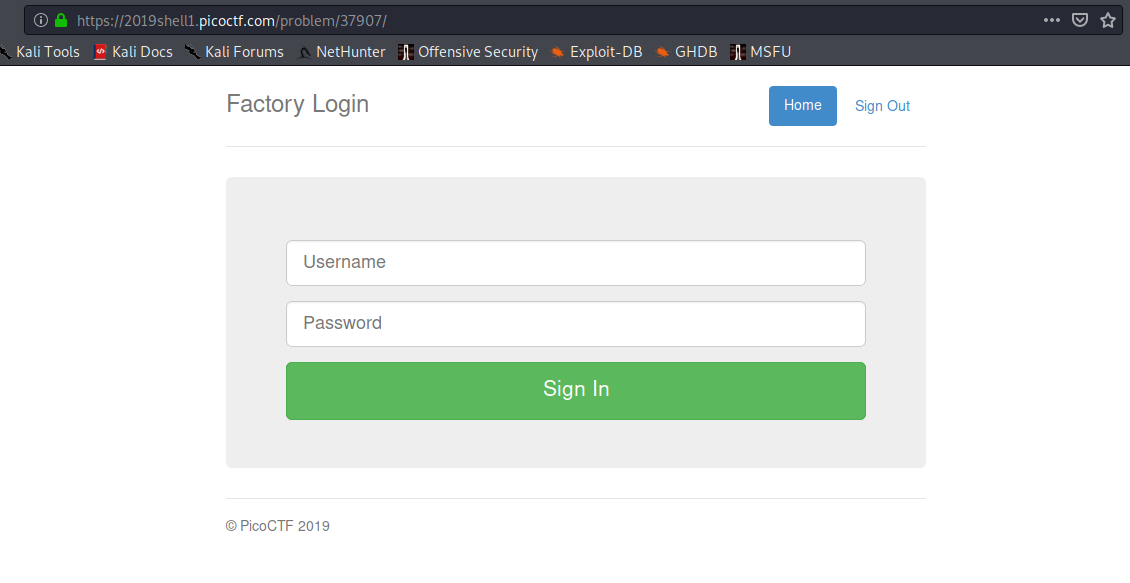 https://2019shell1.picoctf.com/problem/37907/
Kali Tools Kali Docs Kali Forums NetHunter Offensive Security Exploit-DB GHDB MSFU
Factory Login Home Sign Out
Username
Password
Sign In
© PicoCTF 2019